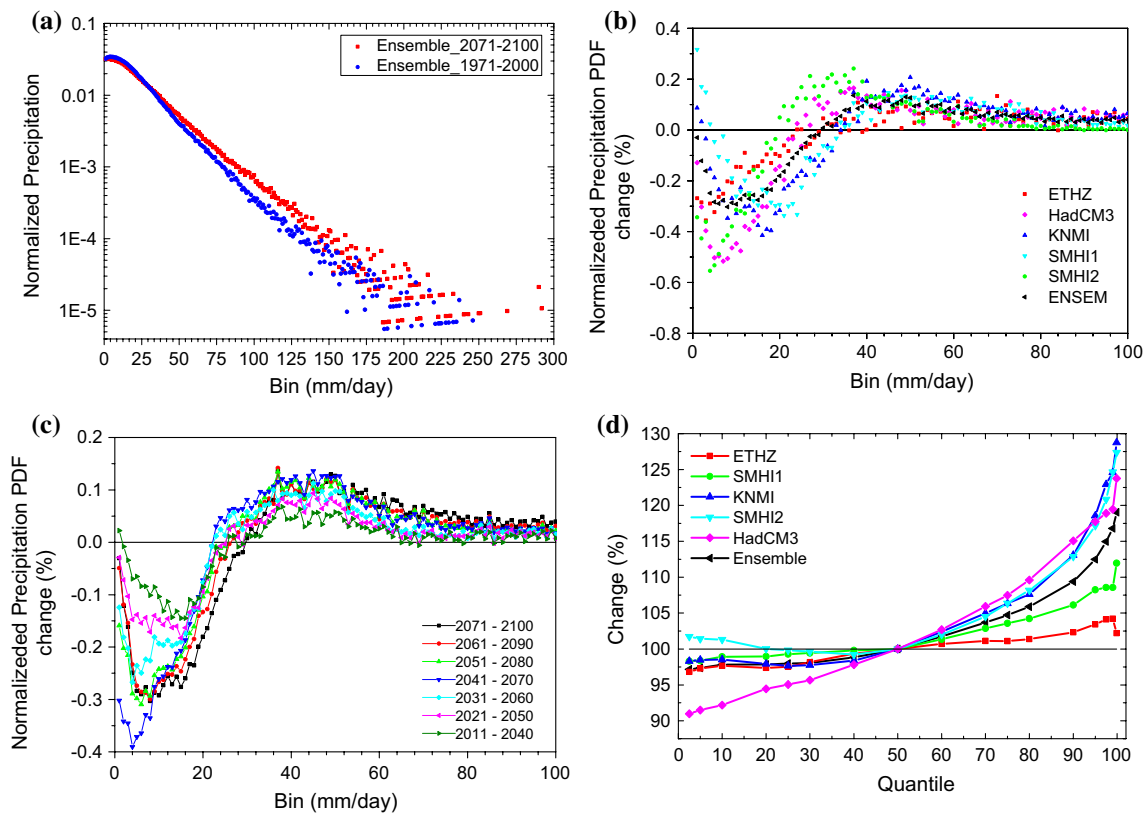 (a)
0.1
0.01
1E-3
1E-4
1E-5
Normalized Precipitation
Ensemble_2071-2100
Ensemble_1971-2000
0 25 50 75 100 125 150 175 200 225 250 275 300
Bin (mm/day)
(b)
0.4
0.2
0.0
-0.2
-0.4
-0.6
-0.8
Normalizeded Precipitation PDF
change (%)
ETHZ
HadCM3
KNMI
SMHI1
SMHI2
ENSEM
0 20 40 60 80 100
Bin (mm/day)
(c)
0.2
0.1
0.0
-0.1
-0.2
-0.3
-0.4
Normalizeded Precipitation PDF
change (%)
2071 - 2100
2061 - 2090
2051 - 2080
2041 - 2070
2031 - 2060
2021 - 2050
2011 - 2040
0 20 40 60 80 100
Bin (mm/day)
(d)
130
125
120
115
110
105
100
95
90
Change (%)
ETHZ
SMHI1
KNMI
SMHI2
HadCM3
Ensemble
0 10 20 30 40 50 60 70 80 90 100
Quantile